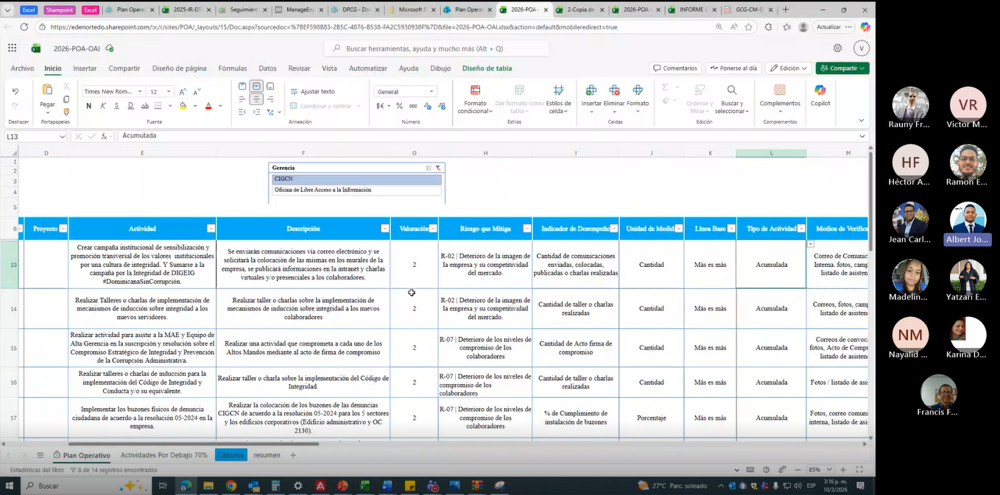 Excel Sharepoint Excel Plan Opera 2025-IR-DT Seguimient ManageEn DPCG - Do Microsoft P Plan Opera 2026-POA- 2-Copia de 2026-POA- INFORME GCG-CM-D
https://edenortedo.sharepoint.com/:x:/r/sites/POA/_layouts/15/Doc.aspx?sourcedoc=%7BEF598B83-2B5C-4876-B538-FA2C5930938F%7D&file=2026-POA-OAI.xlsx&action=default&mobileredirect=true Actualizar
2026-POA-OAI
Buscar herramientas, ayuda y mucho más (Alt + Q)
V
Archivo Inicio Insertar Compartir Diseño de página Fórmulas Datos Revisar Vista Automatizar Ayuda Dibujo Diseño de tabla
Comentarios Ponerse al día Edición Compartir
Times New Rom... 12
Ajustar texto
General
Pegar
N K S D ab
Combinar y centrar
Formato condicional
Dar formato como tabla
Estilos de celda
Insertar Eliminar Formato
Ordenar y filtrar
Buscar y seleccionar
Complementos
Copilot
Deshacer Portapapeles Fuente Alineación Número Estilos Celdas Edición Complementos
L13 fx Acumulada
D E F G H I J K L M
1
2
3
4
5
6
Gerencia
CIGCN
Oficina de Libre Acceso a la Información
Proyecto Actividad Descripción Valoración Riesgo que Mitiga Indicador de Desempeñ Unidad de Medid Línea Base Tipo de Actividad Medios de Verifica
13
Crear campaña institucional de sensibilización y
promoción transversal de los valores institucionales
por una cultura de integridad. Y Sumarse a la
campaña por la Integridad de DIGEIG
#DominicanaSinCorrupción.
Se enviarán comunicaciones vía correo electrónico y se
solicitará la colocación de las mismas en los murales de la
empresa, se publicará informaciones en la intranet y charlas
virtuales y/o presenciales a los colaboradores.
2
R-02 | Deterioro de la imagen de
la empresa y su competitividad
del mercado.
Cantidad de comunicaciones
enviadas, colocadas,
publicadas o charlas realizadas
Cantidad
Más es más
Acumulada
Correo de Comunic
Interna. fotos, camp
listado de asisten
14
Realizar Talleres o charlas de implementación de
mecanismos de inducción sobre integridad a los
nuevos servidores.
Realizar taller o charlas sobre la implementación de
mecanismos de inducción sobre integridad a los nuevos
colaboradores
2
R-02 | Deterioro de la imagen de
la empresa y su competitividad
del mercado.
Cantidad de taller o charlas
realizadas
Cantidad
Más es más
Acumulada
Correos, fotos, camp
listado de asisten
15
Realizar actividad para asistir a la MAE y Equipo de
Alta Gerencia en la suscripción y resolución sobre el
Compromiso Estratègico de Integridad y Prevención
de la Corrupción Administrativa.
Realizar una actividad que comprometa a cada uno de los
Altos Mandos mediante al acto de firma de compromiso
2
R-07 | Deterioro de los niveles de
compromiso de los
colaboradores
Cantidad de Acto firma de
compromiso
Cantidad
Más es más
Acumulada
Correos de convoca
fotos, Acto de Compr
listado de asisten
16
Realizar talleres o charlas de inducción para la
implementación del Código de Integridad y
Conducta y/o su equivalente.
Realizar taller o charla sobre la implementación del Código de
Integridad.
2
R-07 | Deterioro de los niveles de
compromiso de los
colaboradores
Cantidad de taller o charlas
realizadas
Cantidad
Más es más
Acumulada
Fotos / listado de asi
17
Implementar los buzones fisicos de denuncia
ciudadana de acuerdo a la resolución 05-2024 en la
empresa.
Realizar la colocación de los buzones de las denuncias
CIGCN de acuerdo a la resolución 05-2024 para los 5 sectores
y los edificios corporativos (Edificio administrativo y OC
2130).
2
R-07 | Deterioro de los niveles de
compromiso de los
colaboradores
% de Cumplimiento de
instalación de buzones
Porcentaje
Más es más
Acumulada
Fotos, correo comuni
interna, listado de asis
Plan Operativo Actividades Por Debajo 70% Cálculos resumen
Estadísticas del libro 8 de 14 registros encontrados 85%
Buscar 27°C Parc. soleado ESP 3:16 p. m.
10/3/2026
Rauny Fr...
VR
Victor M...
HF
Héctor A...
Ramon E...
Jean Carl...
Albert Jo...
Madelin...
Yatzari E...
NM
Nayalid ...
Karina D...
Francis F...